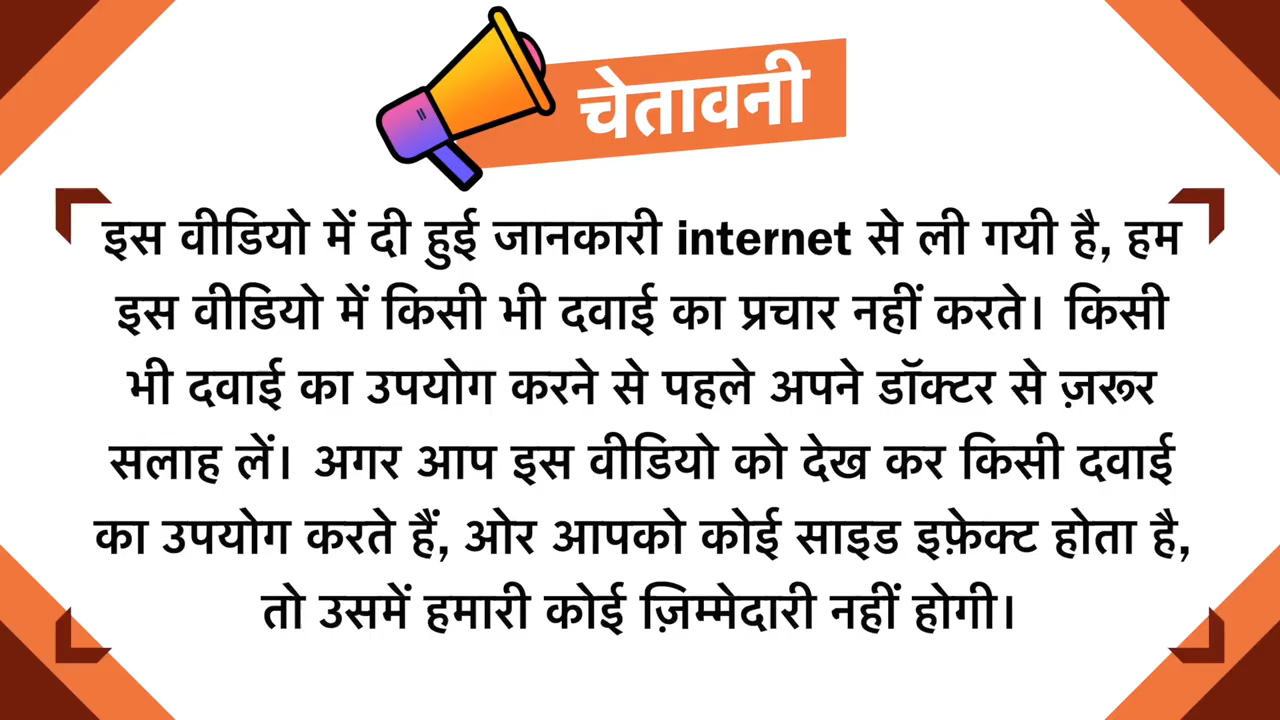 चेतावनी
इस वीडियो में दी हुई जानकारी internet से ली गयी है, हम
इस वीडियो में किसी भी दवाई का प्रचार नहीं करते। किसी
भी दवाई का उपयोग करने से पहले अपने डॉक्टर से ज़रूर
सलाह लें। अगर आप इस वीडियो को देख कर किसी दवाई
का उपयोग करते हैं, ओर आपको कोई साइड इफ़ेक्ट होता है,
तो उसमें हमारी कोई ज़िम्मेदारी नहीं होगी।